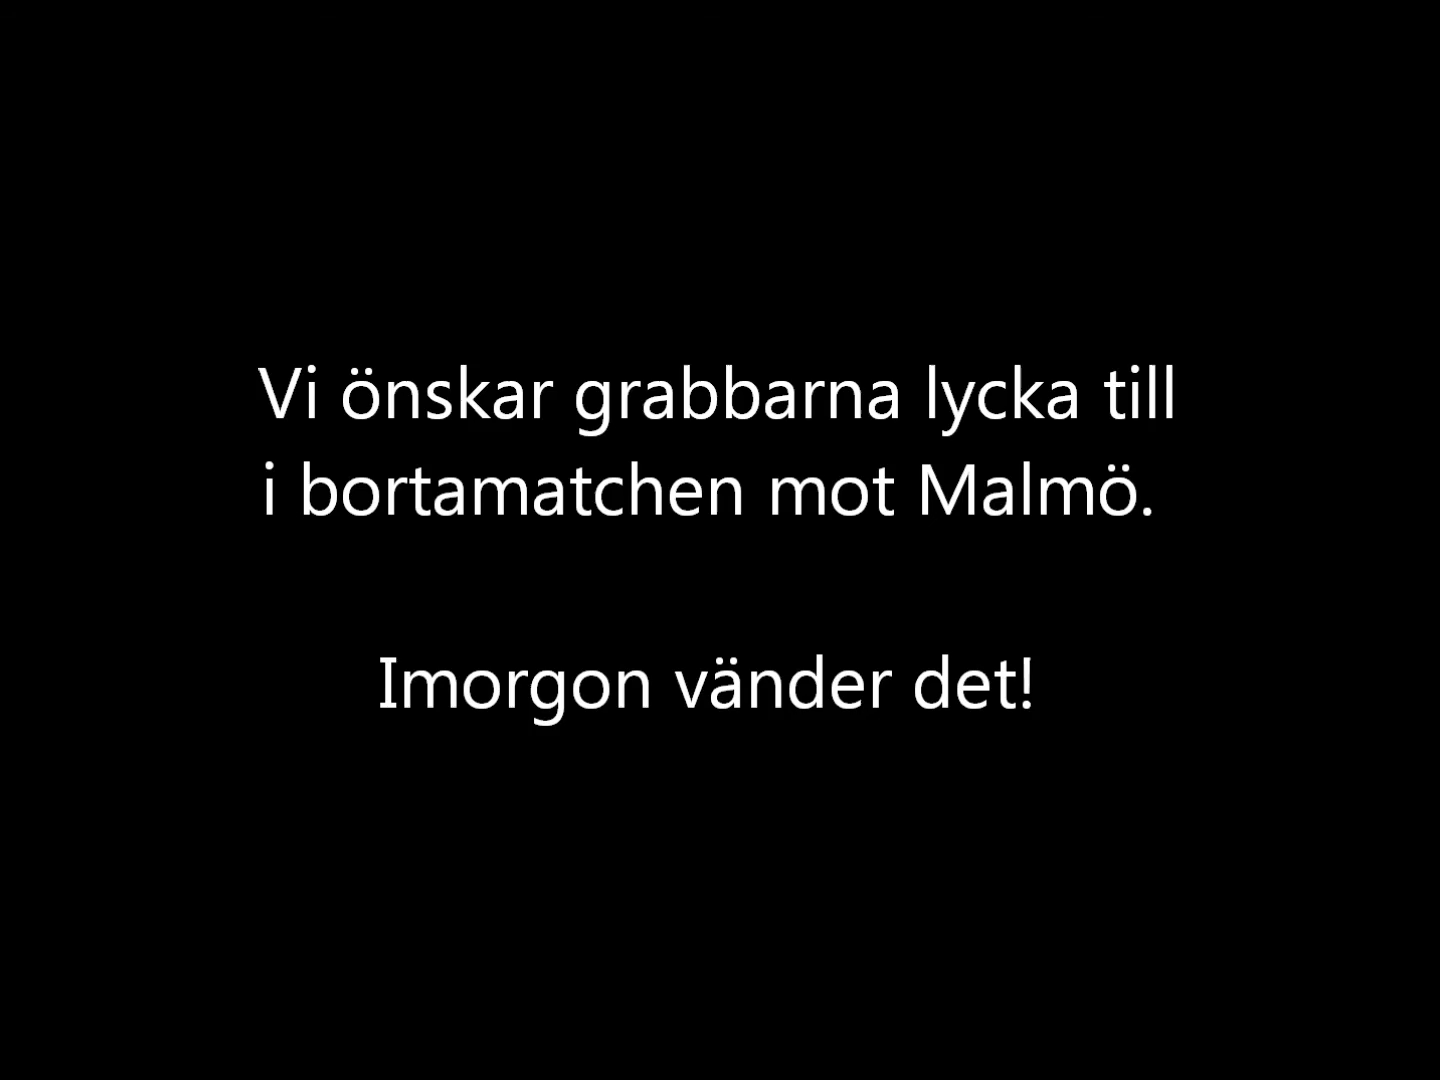 Vi önskar grabbarna lycka till
i bortamatchen mot Malmö.
Imorgon vänder det!